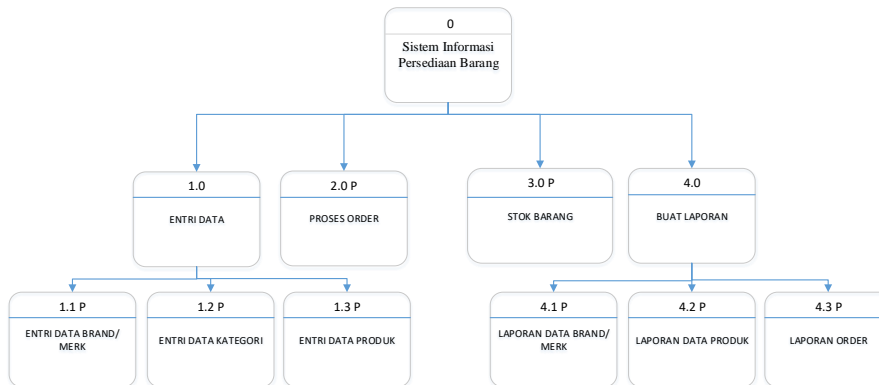 0
Sistem Informasi
Persediaan Barang
1.0
ENTRI DATA
2.0 P
PROSES ORDER
3.0 P
STOK BARANG
4.0
BUAT LAPORAN
1.1 P
ENTRI DATA BRAND/
MERK
1.2 P
ENTRI DATA KATEGORI
1.3 P
ENTRI DATA PRODUK
4.1 P
LAPORAN DATA BRAND/
MERK
4.2 P
LAPORAN DATA PRODUK
4.3 P
LAPORAN ORDER